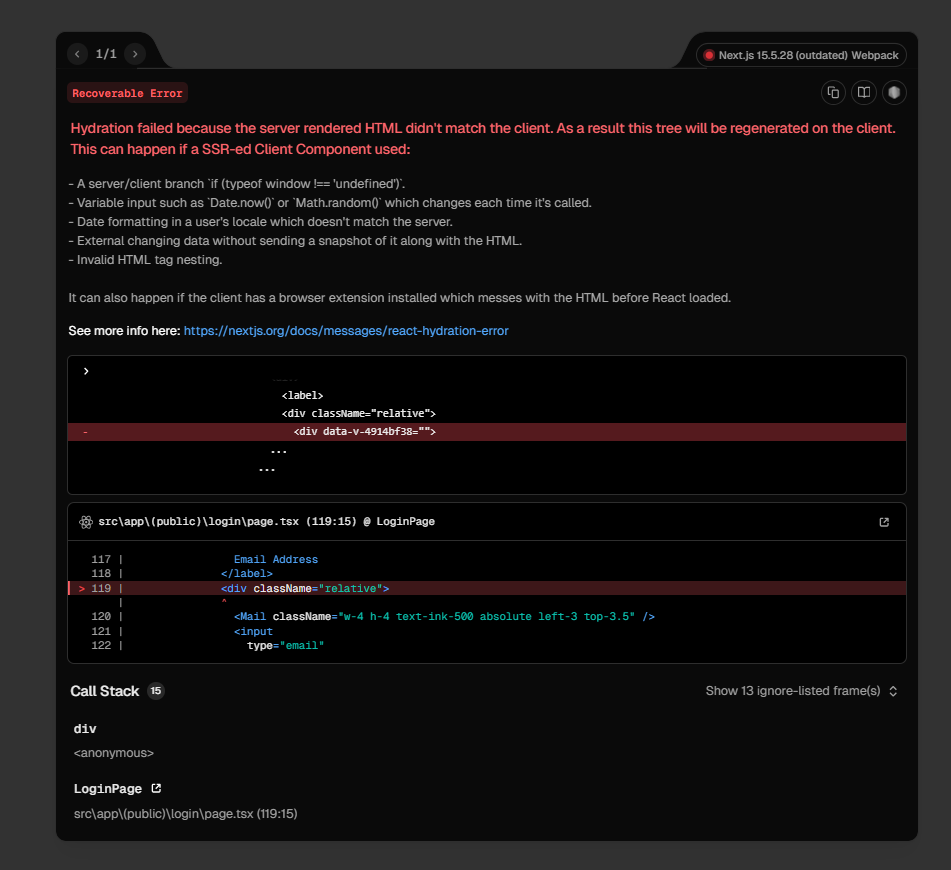 1/1
Next.js 15.5.28 (outdated) Webpack
Recoverable Error
Hydration failed because the server rendered HTML didn't match the client. As a result this tree will be regenerated on the client.
This can happen if a SSR-ed Client Component used:
- A server/client branch `if (typeof window !== 'undefined')`.
- Variable input such as `Date.now()` or `Math.random()` which changes each time it's called.
- Date formatting in a user's locale which doesn't match the server.
- External changing data without sending a snapshot of it along with the HTML.
- Invalid HTML tag nesting.
It can also happen if the client has a browser extension installed which messes with the HTML before React loaded.
See more info here: https://nextjs.org/docs/messages/react-hydration-error
<label>
<div className="relative">
- <div data-v-4914bf38="">
...
...
src\app\(public)\login\page.tsx (119:15) @ LoginPage
117 | Email Address
118 | </label>
> 119 | <div className="relative">
| ^
120 | <Mail className="w-4 h-4 text-ink-500 absolute left-3 top-3.5" />
121 | <input
122 | type="email"
Call Stack 15
Show 13 ignore-listed frame(s)
div
<anonymous>
LoginPage
src\app\(public)\login\page.tsx (119:15)